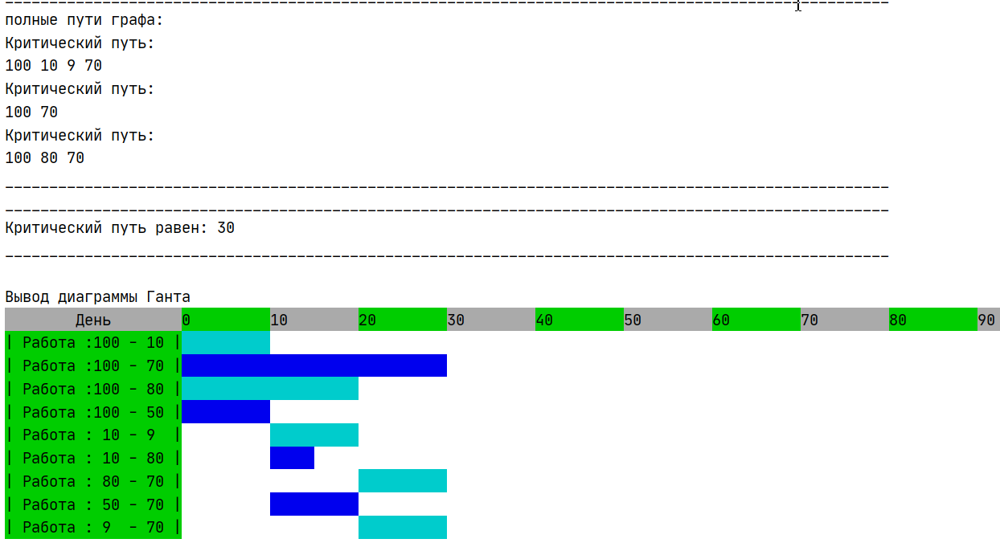 полные пути графа:
Критический путь:
100 10 9 70
Критический путь:
100 70
Критический путь:
100 80 70
Критический путь равен: 30
Вывод диаграммы Ганта
День 0 10 20 30 40 50 60 70 80 90
| Работа :100 - 10 |
| Работа :100 - 70 |
| Работа :100 - 80 |
| Работа :100 - 50 |
| Работа : 10 - 9 |
| Работа : 10 - 80 |
| Работа : 80 - 70 |
| Работа : 50 - 70 |
| Работа : 9 - 70 |